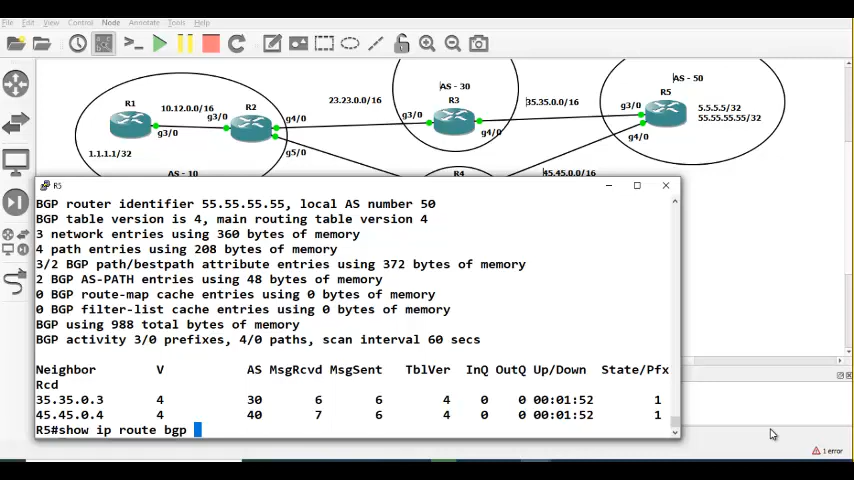 File Edit View Control Node Annotate Tools Help
AS - 30
AS - 50
R1
10.12.0.0/16
R2
23.23.0.0/16
R3
35.35.0.0/16
R5
g3/0
g3/0
g4/0
g3/0
g4/0
g3/0
5.5.5.5/32
55.55.55.55/32
g4/0
g5/0
1.1.1.1/32
AS - 10
R4
45.45.0.0/16
R5
BGP router identifier 55.55.55.55, local AS number 50
BGP table version is 4, main routing table version 4
3 network entries using 360 bytes of memory
4 path entries using 208 bytes of memory
3/2 BGP path/bestpath attribute entries using 372 bytes of memory
2 BGP AS-PATH entries using 48 bytes of memory
0 BGP route-map cache entries using 0 bytes of memory
0 BGP filter-list cache entries using 0 bytes of memory
BGP using 988 total bytes of memory
BGP activity 3/0 prefixes, 4/0 paths, scan interval 60 secs
Neighbor V AS MsgRcvd MsgSent TblVer InQ OutQ Up/Down State/Pfx
Rcd
35.35.0.3 4 30 6 6 4 0 0 00:01:52 1
45.45.0.4 4 40 7 6 4 0 0 00:01:52 1
R5#show ip route bgp
1 error